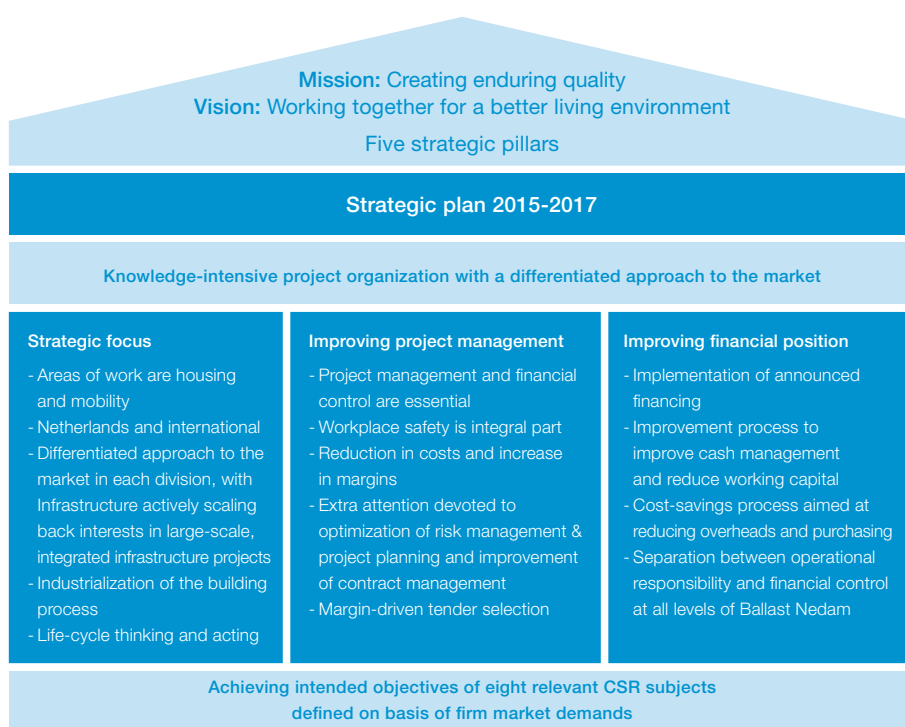 Mission: Creating enduring quality
Vision: Working together for a better living environment
Five strategic pillars
Strategic plan 2015-2017
Knowledge-intensive project organization with a differentiated approach to the market
Strategic focus
- Areas of work are housing
and mobility
- Netherlands and international
- Differentiated approach to the
market in each division, with
Infrastructure actively scaling
back interests in large-scale,
integrated infrastructure projects
- Industrialization of the building
process
- Life-cycle thinking and acting
Improving project management
- Project management and financial
control are essential
- Workplace safety is integral part
- Reduction in costs and increase
in margins
- Extra attention devoted to
optimization of risk management &
project planning and improvement
of contract management
- Margin-driven tender selection
Improving financial position
- Implementation of announced
financing
- Improvement process to
improve cash management
and reduce working capital
- Cost-savings process aimed at
reducing overheads and purchasing
- Separation between operational
responsibility and financial control
at all levels of Ballast Nedam
Achieving intended objectives of eight relevant CSR subjects
defined on basis of firm market demands